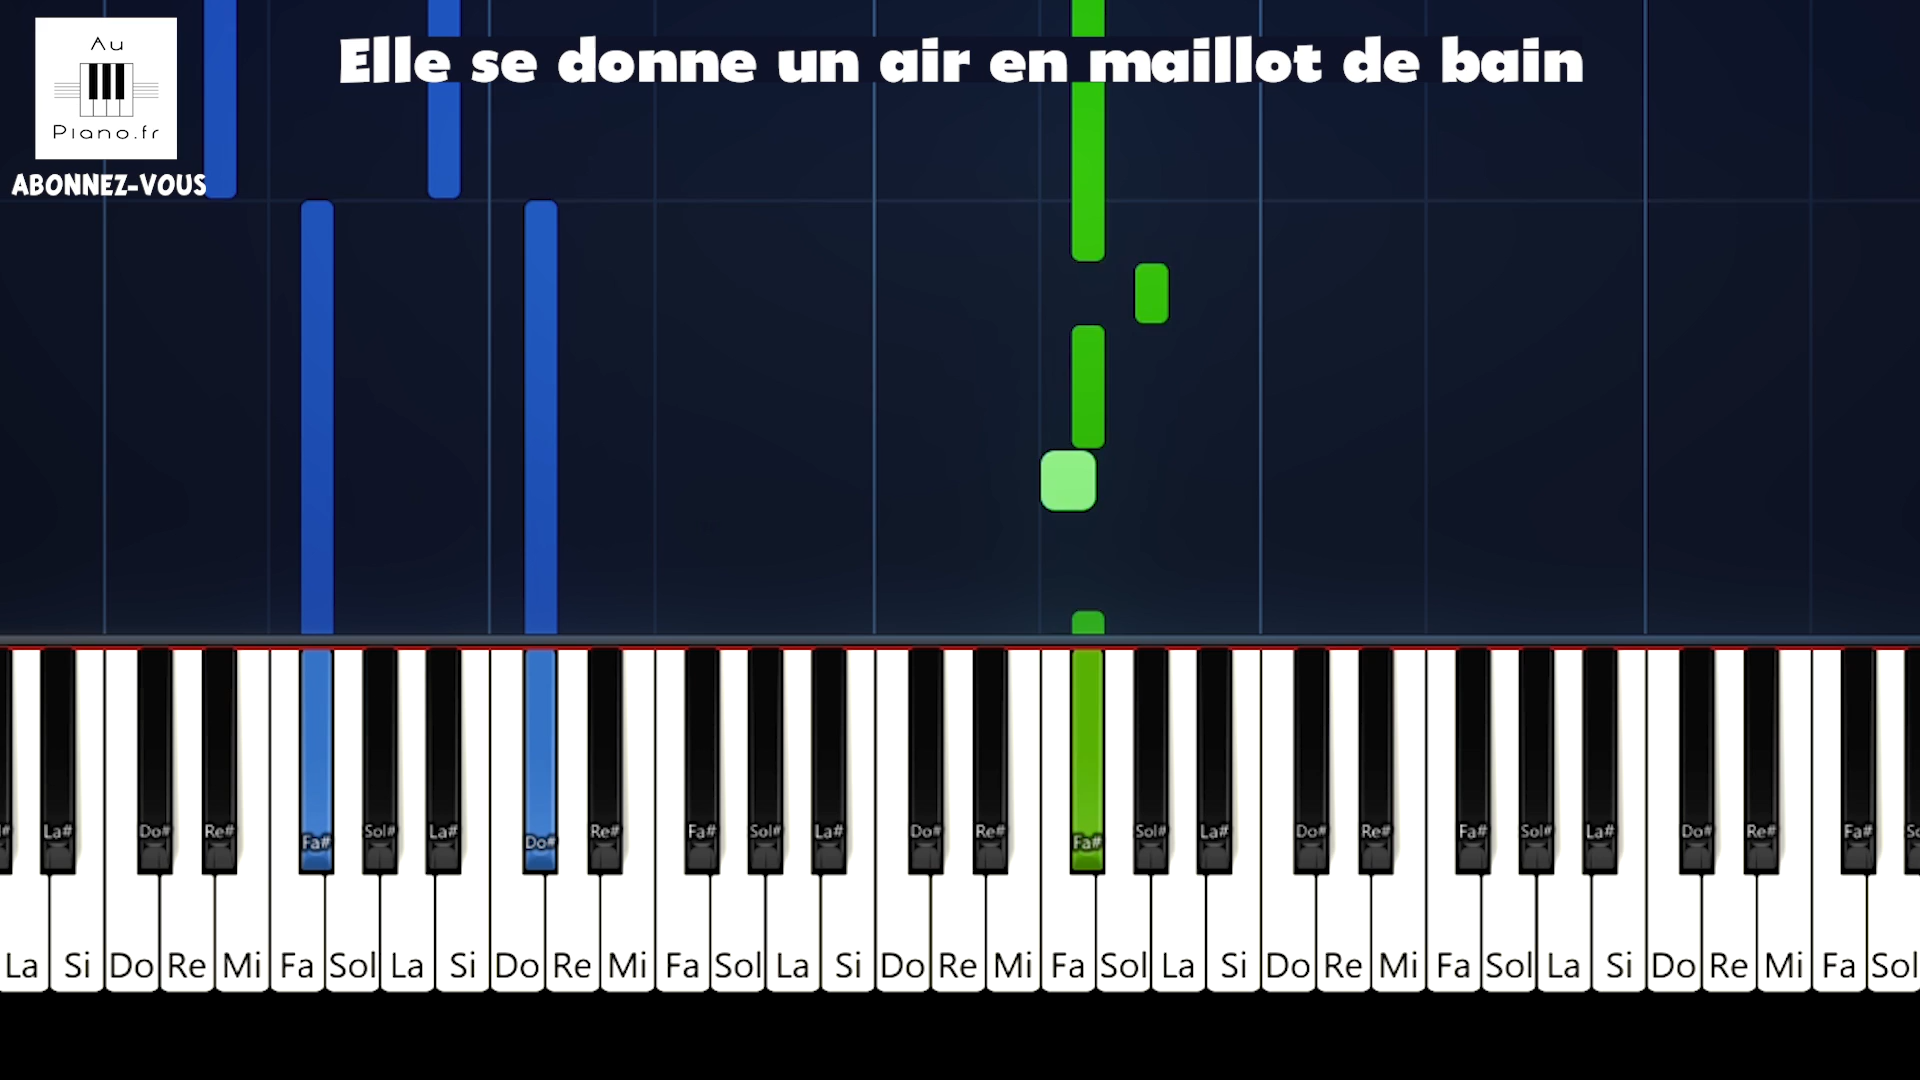 Au
Piano.fr
ABONNEZ-VOUS
Elle se donne un air en maillot de bain
La# Do# Re# Fa# Sol# La# Do# Re# Fa# Sol# La# Do# Re# Fa# Sol# La# Do# Re# Fa# Sol# La# Do# Re# Fa#
La Si Do Re Mi Fa Sol La Si Do Re Mi Fa Sol La Si Do Re Mi Fa Sol La Si Do Re Mi Fa Sol La Si Do Re Mi Fa Sol